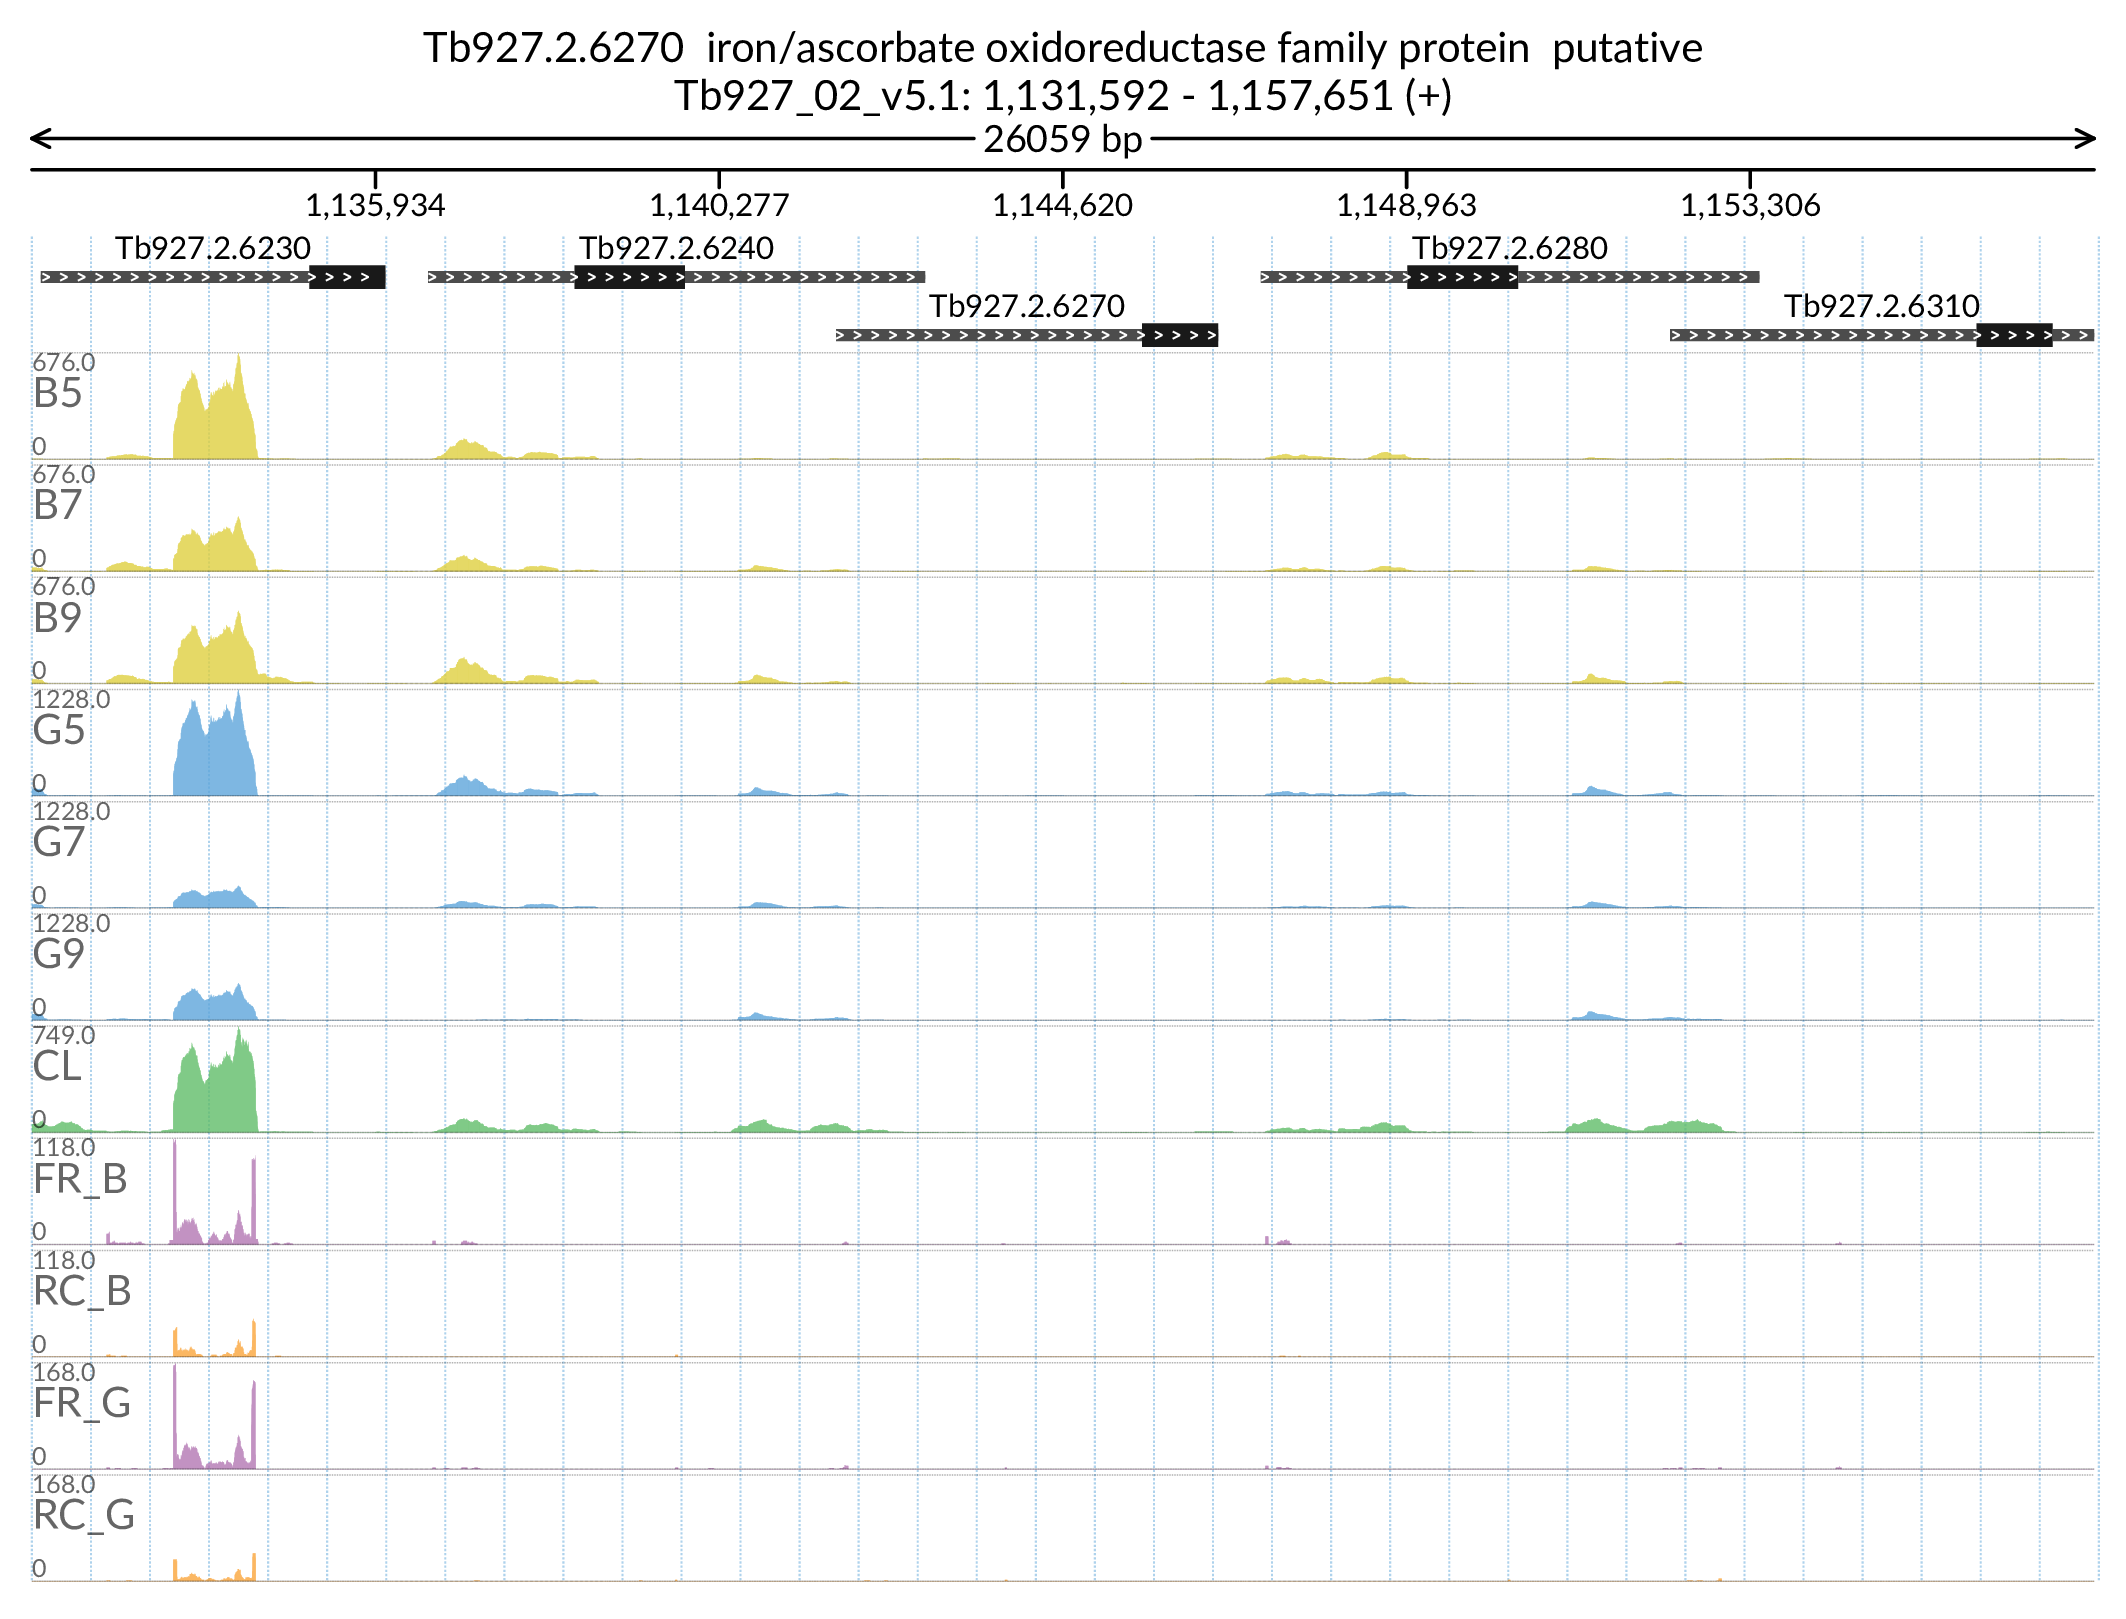 Tb927.2.6270 iron/ascorbate oxidoreductase family protein putative
Tb927_02_v5.1: 1,131,592 - 1,157,651 (+)
26059 bp
1,135,934 1,140,277 1,144,620 1,148,963 1,153,306
Tb927.2.6230 Tb927.2.6240 Tb927.2.6280
Tb927.2.6270 Tb927.2.6310
676.0
B5
0
676.0
B7
0
676.0
B9
0
1228.0
G5
0
1228.0
G7
0
1228.0
G9
0
749.0
CL
0
118.0
FR_B
0
118.0
RC_B
0
168.0
FR_G
0
168.0
RC_G
0